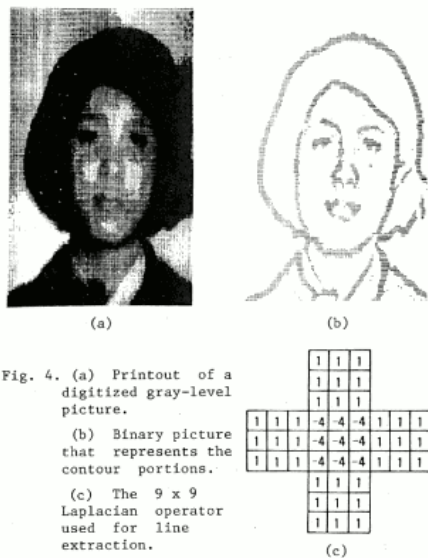 (a)
(b)
Fig. 4. (a) Printout of a
digitized gray-level
picture.
(b) Binary picture
that represents the
contour portions.
(c) The 9 x 9
Laplacian operator
used for line
extraction.
1 1 1
1 1 1
1 1 1
1 1 1 -4 -4 -4 1 1 1
1 1 1 -4 -4 -4 1 1 1
1 1 1 -4 -4 -4 1 1 1
1 1 1
1 1 1
1 1 1
(c)